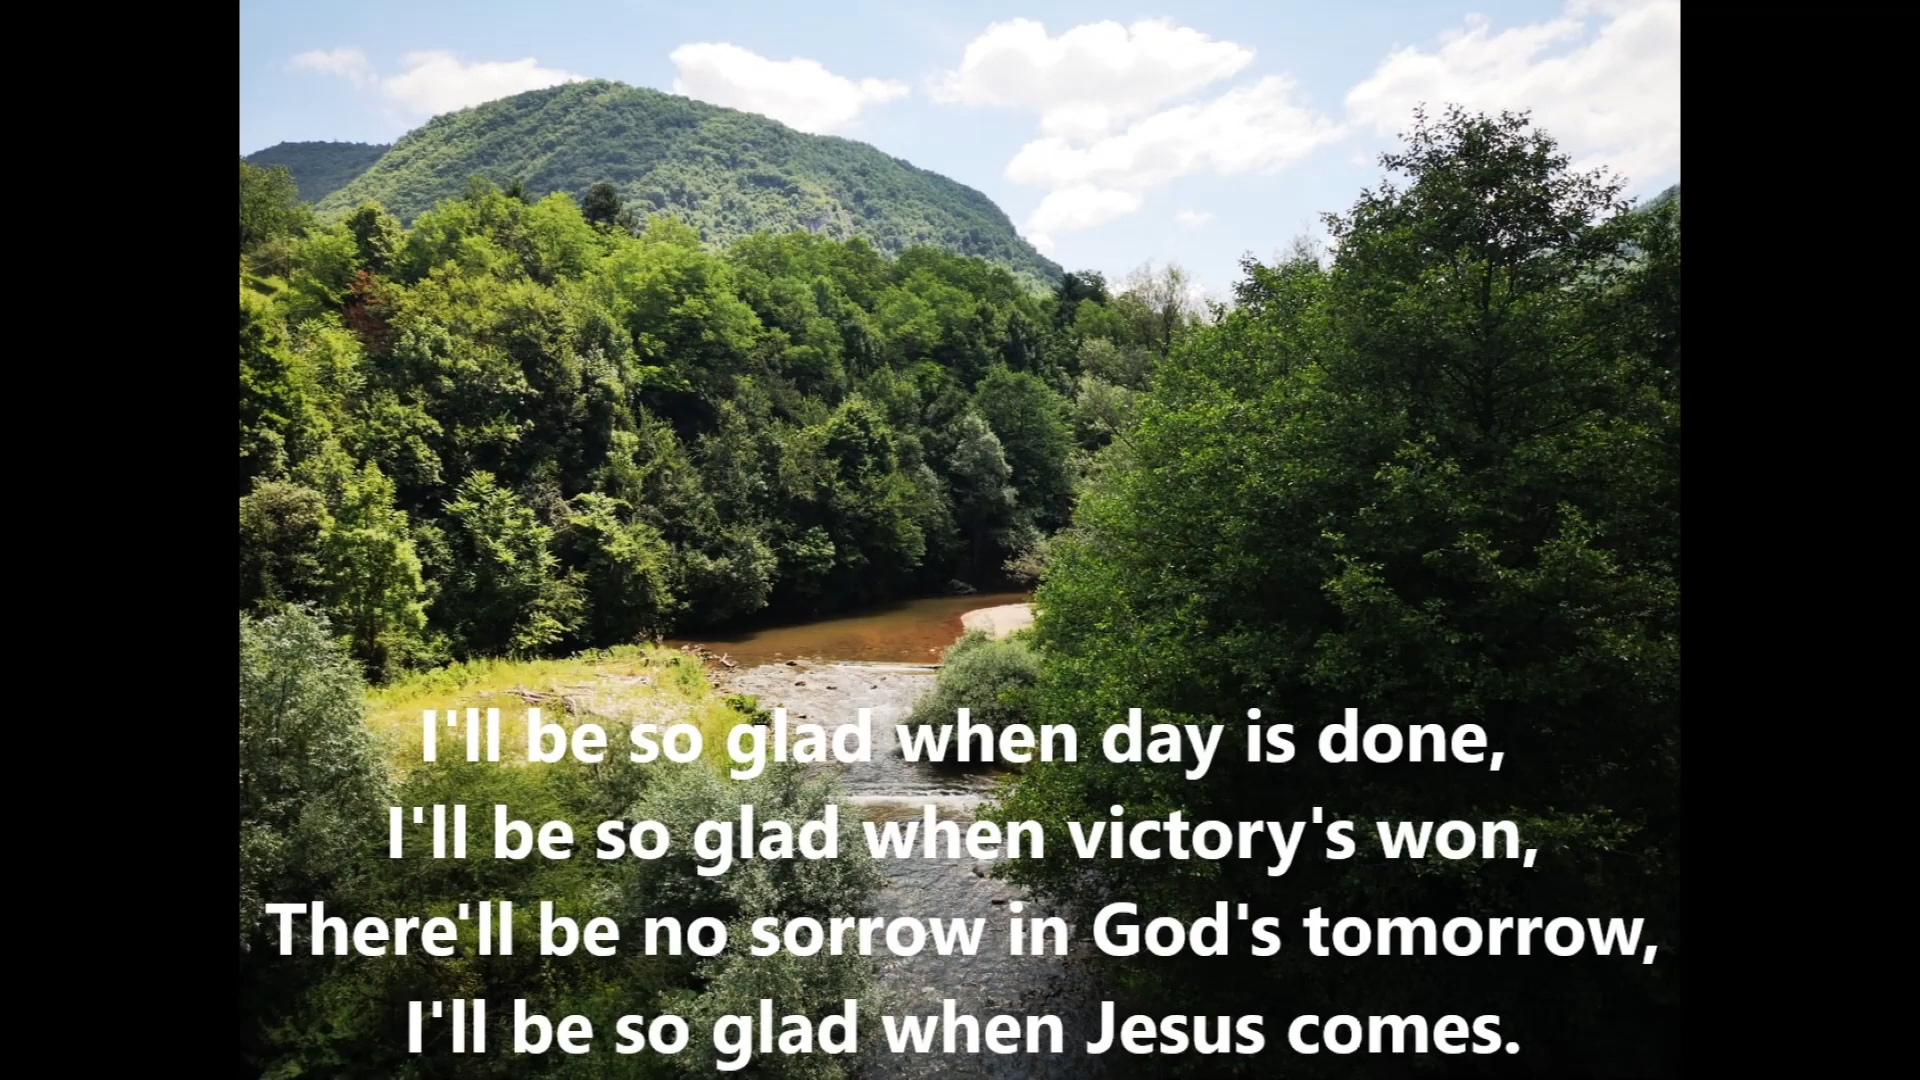 I'll be so glad when day is done,
I'll be so glad when victory's won,
There'll be no sorrow in God's tomorrow,
I'll be so glad when Jesus comes.